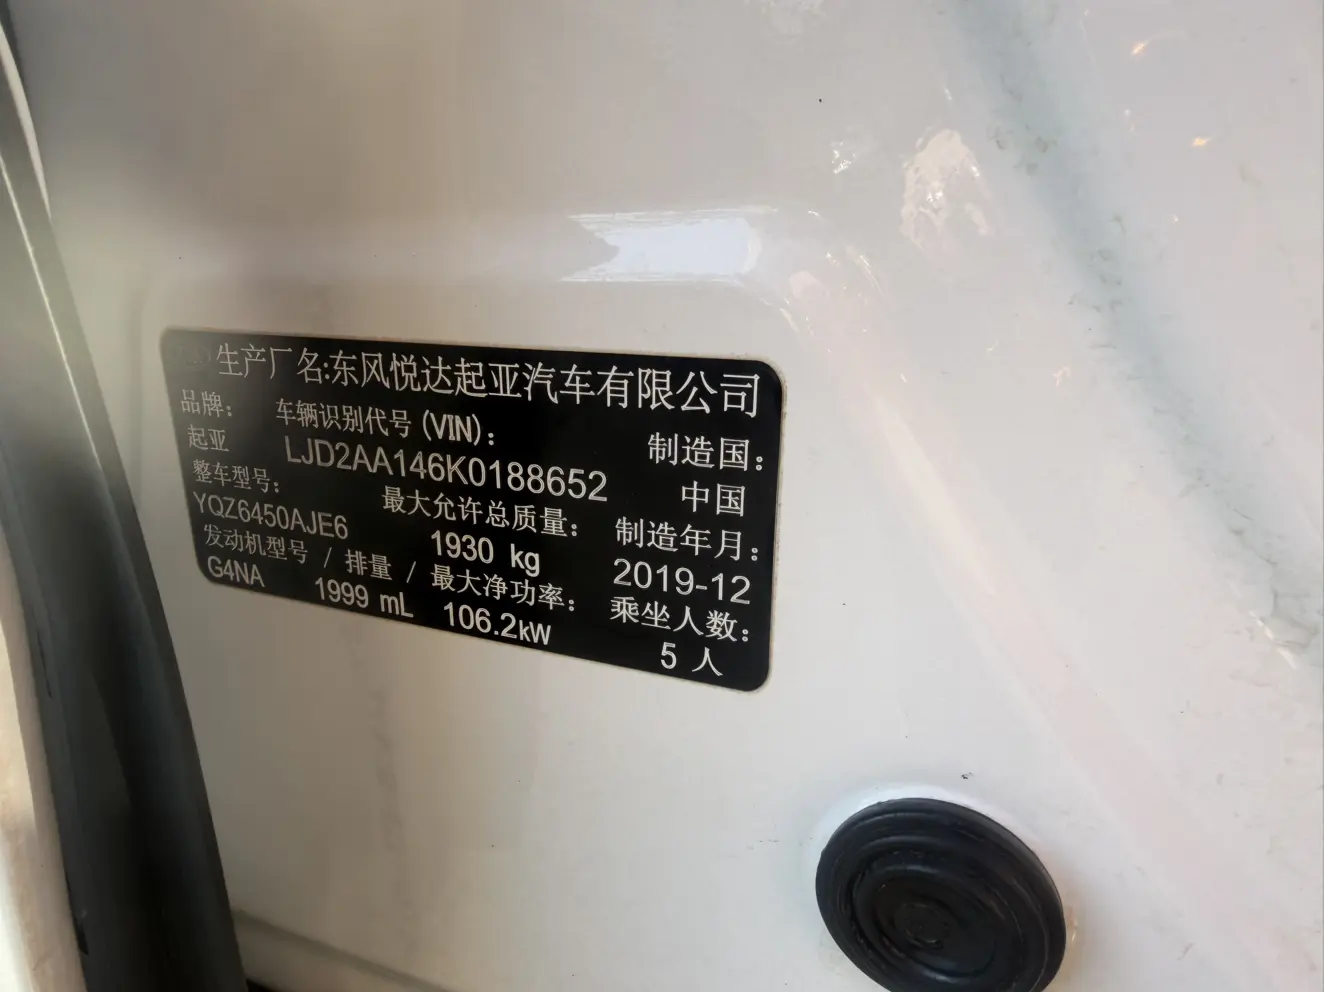 生产厂名:东风悦达起亚汽车有限公司
品牌: 车辆识别代号(VIN): 制造国:
起亚 LJD2AA146K0188652 中国
整车型号: 最大允许总质量: 制造年月:
YQZ6450AJE6 1930 kg 2019-12
发动机型号 / 排量 / 最大净功率: 乘坐人数:
G4NA 1999 mL 106.2kW 5 人